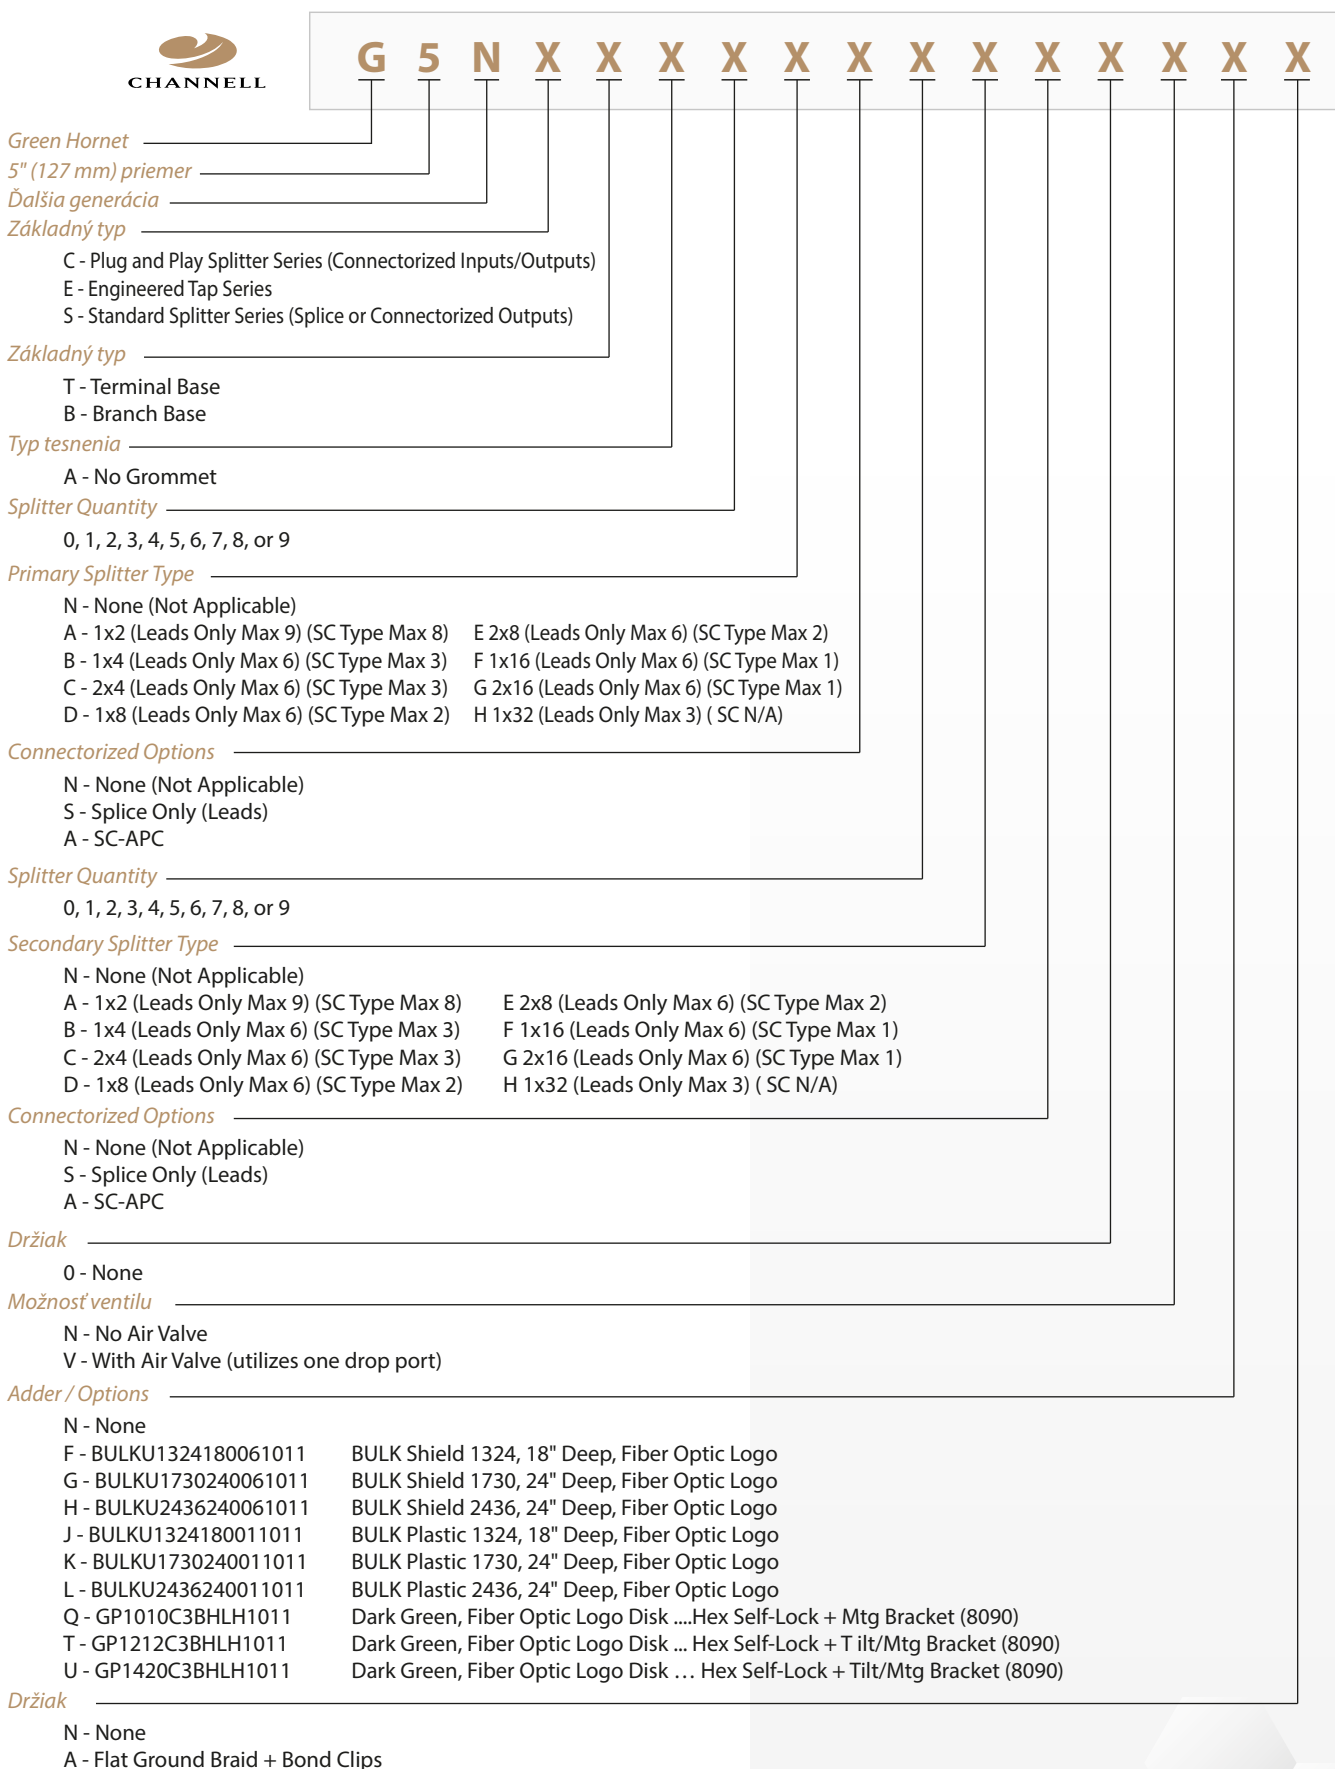 CHANNELL
G 5 N X X X X X X X X X X X X X
Green Hornet
5" (127 mm) priemer
Ďalšia generácia
Základný typ
C - Plug and Play Splitter Series (Connectorized Inputs/Outputs)
E - Engineered Tap Series
S - Standard Splitter Series (Splice or Connectorized Outputs)
Základný typ
T - Terminal Base
B - Branch Base
Typ tesnenia
A - No Grommet
Splitter Quantity
0, 1, 2, 3, 4, 5, 6, 7, 8, or 9
Primary Splitter Type
N - None (Not Applicable)
A - 1x2 (Leads Only Max 9) (SC Type Max 8) E 2x8 (Leads Only Max 6) (SC Type Max 2)
B - 1x4 (Leads Only Max 6) (SC Type Max 3) F 1x16 (Leads Only Max 6) (SC Type Max 1)
C - 2x4 (Leads Only Max 6) (SC Type Max 3) G 2x16 (Leads Only Max 6) (SC Type Max 1)
D - 1x8 (Leads Only Max 6) (SC Type Max 2) H 1x32 (Leads Only Max 3) ( SC N/A)
Connectorized Options
N - None (Not Applicable)
S - Splice Only (Leads)
A - SC-APC
Splitter Quantity
0, 1, 2, 3, 4, 5, 6, 7, 8, or 9
Secondary Splitter Type
N - None (Not Applicable)
A - 1x2 (Leads Only Max 9) (SC Type Max 8) E 2x8 (Leads Only Max 6) (SC Type Max 2)
B - 1x4 (Leads Only Max 6) (SC Type Max 3) F 1x16 (Leads Only Max 6) (SC Type Max 1)
C - 2x4 (Leads Only Max 6) (SC Type Max 3) G 2x16 (Leads Only Max 6) (SC Type Max 1)
D - 1x8 (Leads Only Max 6) (SC Type Max 2) H 1x32 (Leads Only Max 3) ( SC N/A)
Connectorized Options
N - None (Not Applicable)
S - Splice Only (Leads)
A - SC-APC
Držiak
0 - None
Možnosť ventilu
N - No Air Valve
V - With Air Valve (utilizes one drop port)
Adder / Options
N - None
F - BULKU1324180061011 BULK Shield 1324, 18" Deep, Fiber Optic Logo
G - BULKU1730240061011 BULK Shield 1730, 24" Deep, Fiber Optic Logo
H - BULKU2436240061011 BULK Shield 2436, 24" Deep, Fiber Optic Logo
J - BULKU1324180011011 BULK Plastic 1324, 18" Deep, Fiber Optic Logo
K - BULKU1730240011011 BULK Plastic 1730, 24" Deep, Fiber Optic Logo
L - BULKU2436240011011 BULK Plastic 2436, 24" Deep, Fiber Optic Logo
Q - GP1010C3BHLH1011 Dark Green, Fiber Optic Logo Disk ....Hex Self-Lock + Mtg Bracket (8090)
T - GP1212C3BHLH1011 Dark Green, Fiber Optic Logo Disk ... Hex Self-Lock + T ilt/Mtg Bracket (8090)
U - GP1420C3BHLH1011 Dark Green, Fiber Optic Logo Disk … Hex Self-Lock + Tilt/Mtg Bracket (8090)
Držiak
N - None
A - Flat Ground Braid + Bond Clips